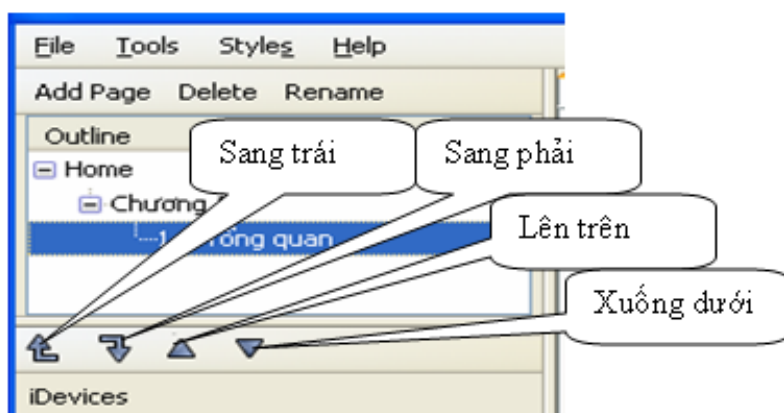 File Tools Styles Help
Add Page Delete Rename
Outline
Sang trái
Sang phải
Home
Chương
Lên trên
1 Tổng quan
Xuống dưới
iDevices